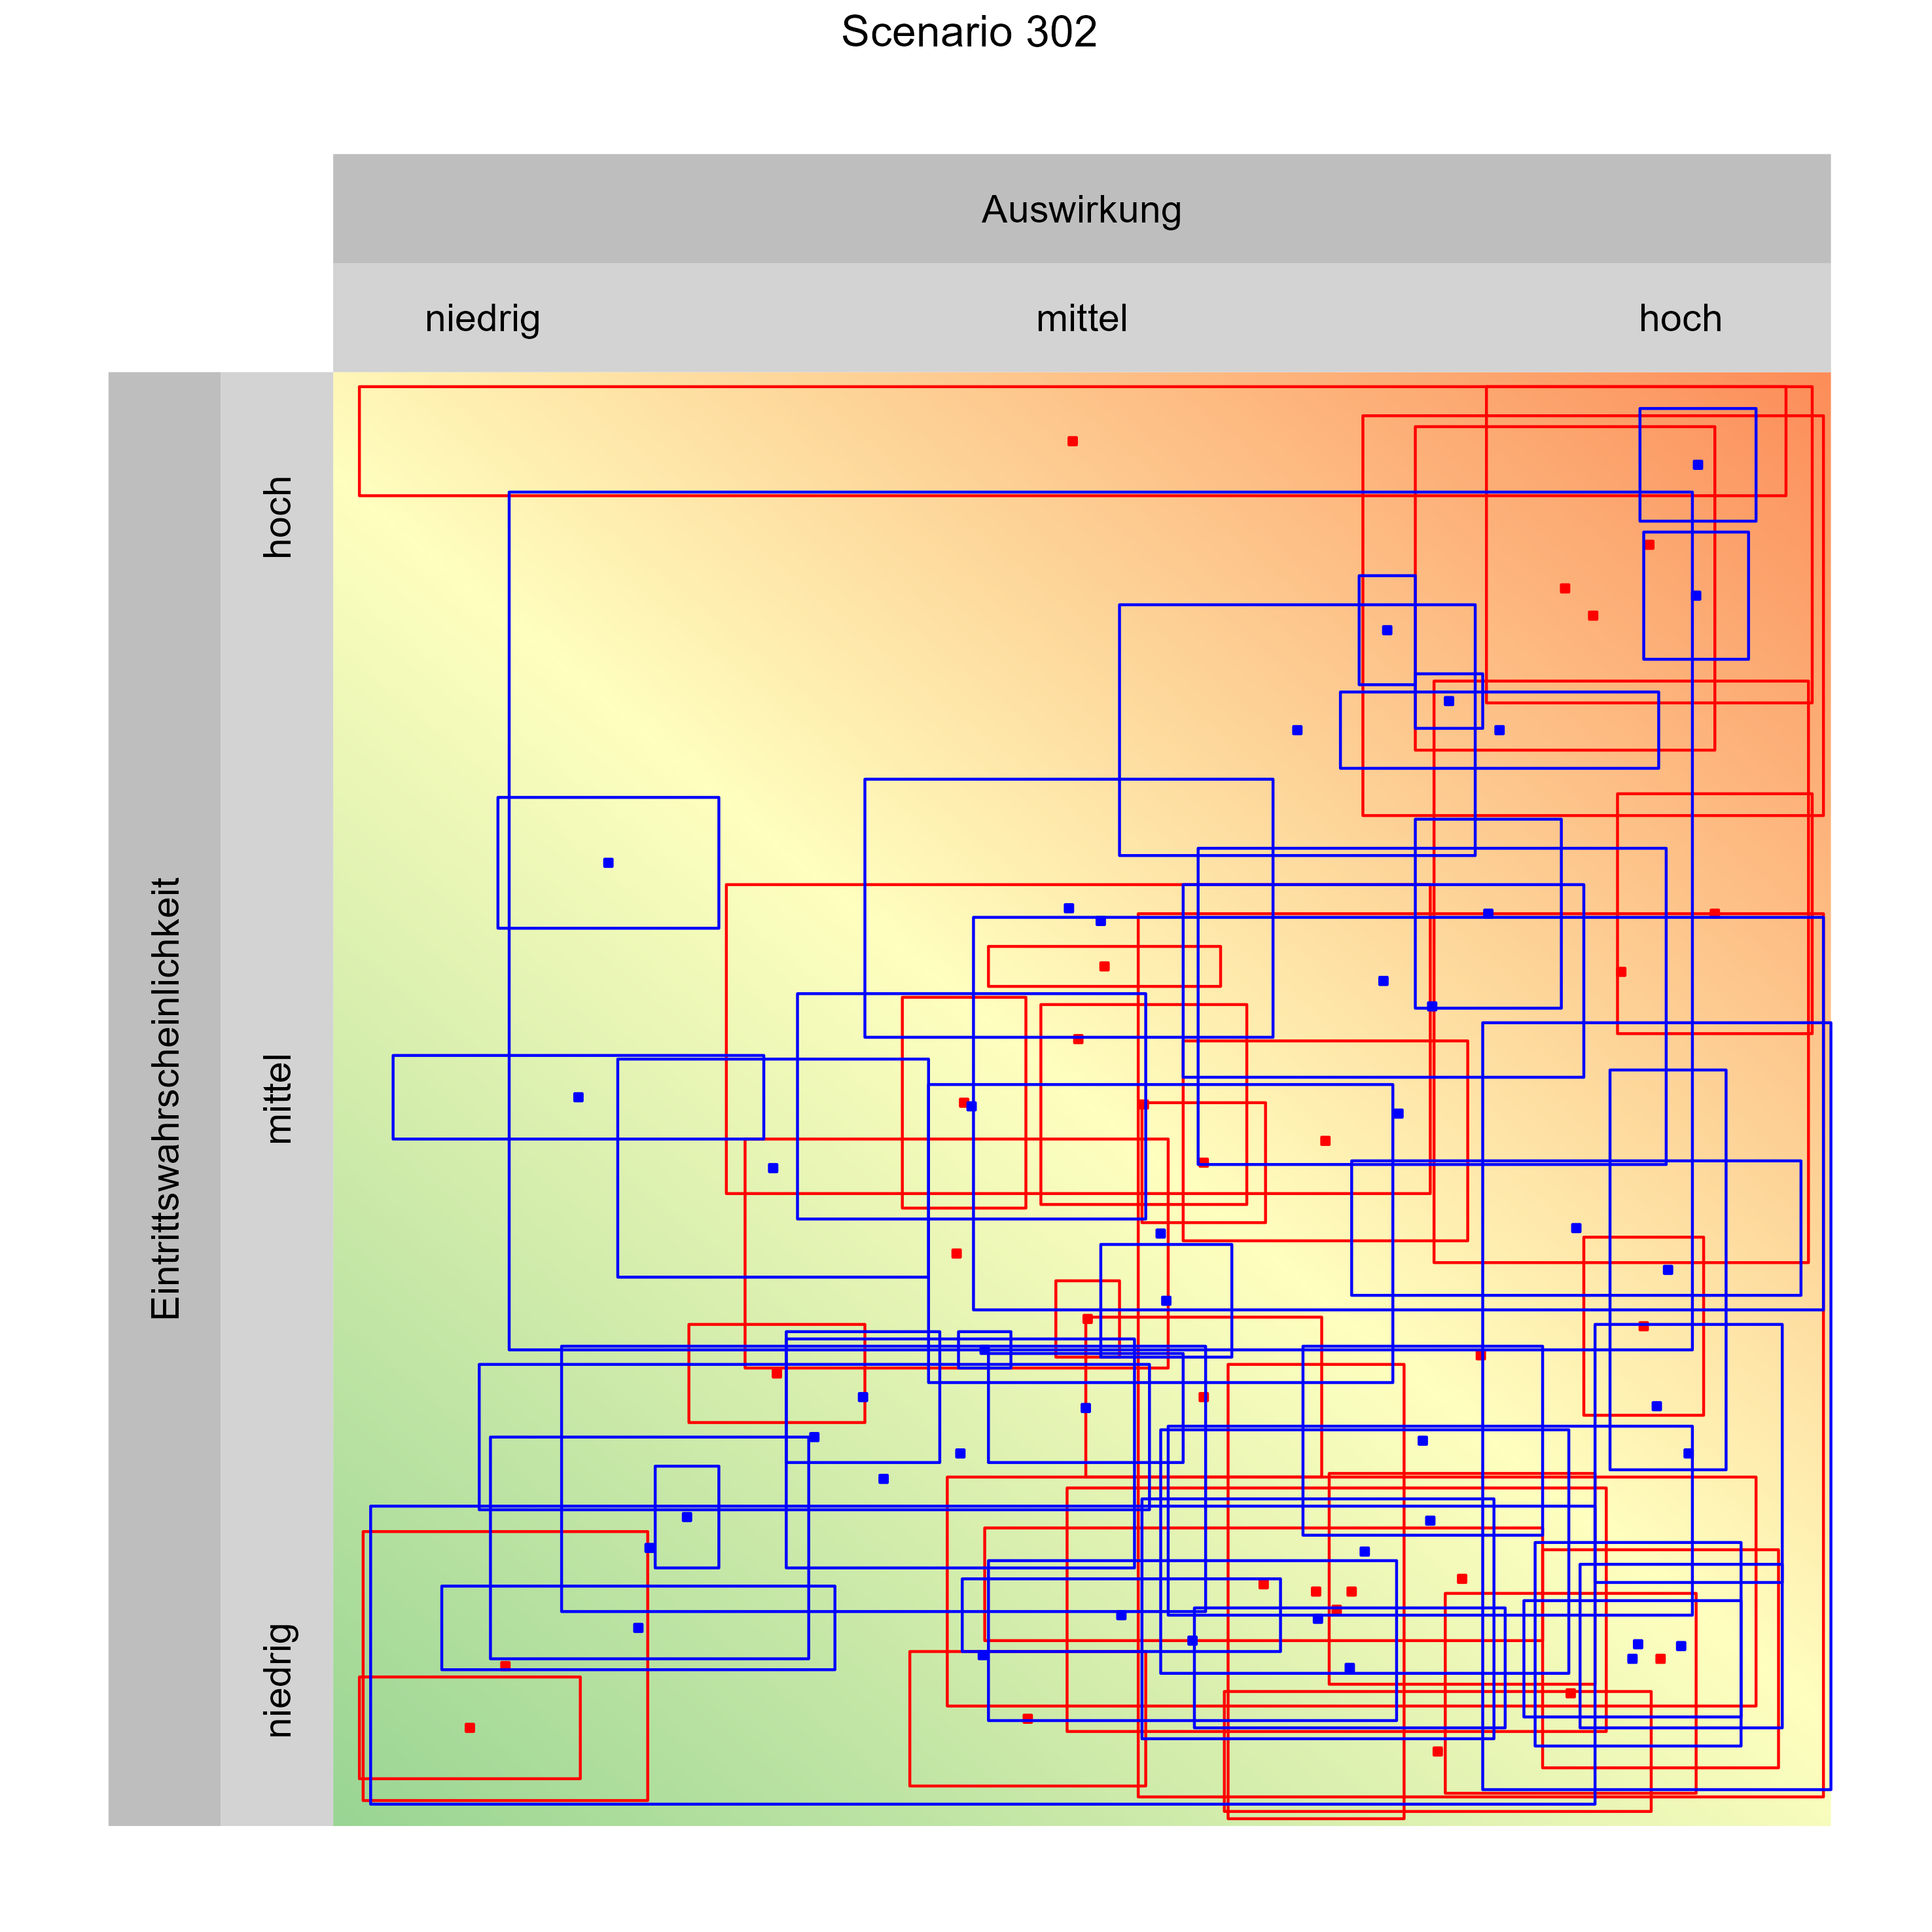 Scenario 302
Auswirkung
niedrig mittel hoch
Eintrittswahrscheinlichkeit
hoch
mittel
niedrig